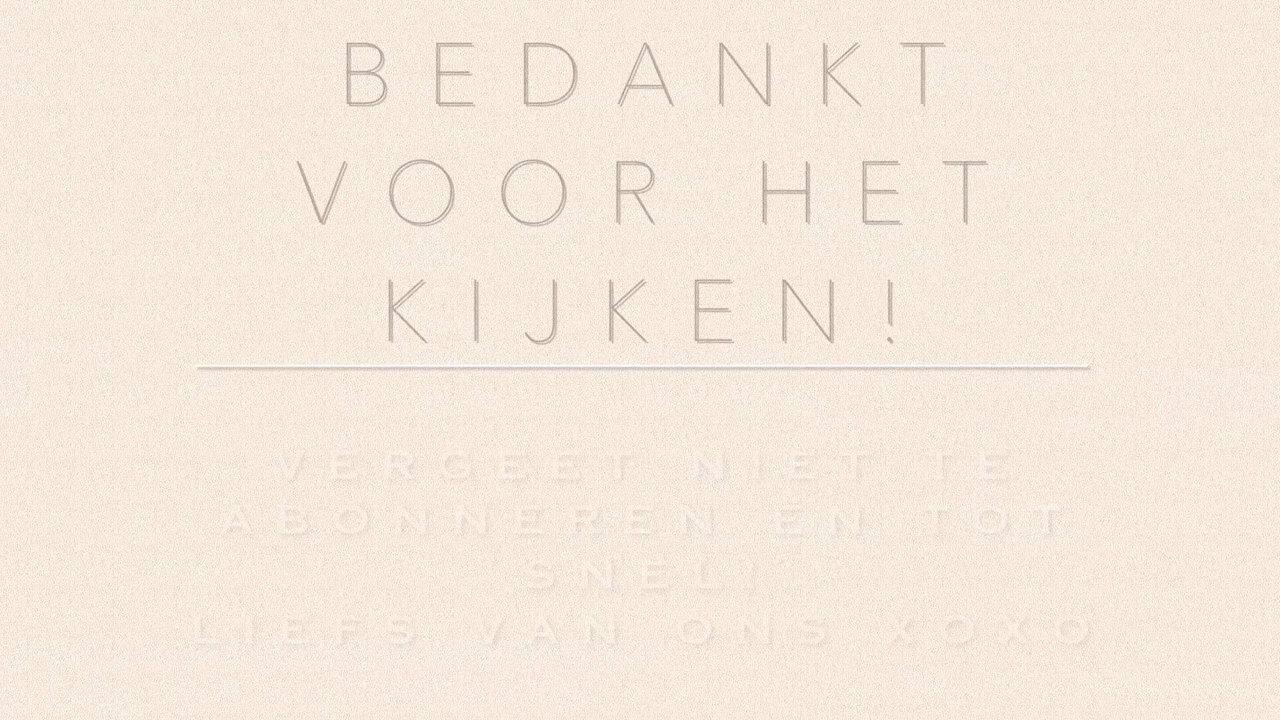 BEDANKT
VOOR HET
KIJKEN!
VERGEET NIET TE
ABONNEREN EN TOT
SNEL!
LIEFS VAN ONS XOXO